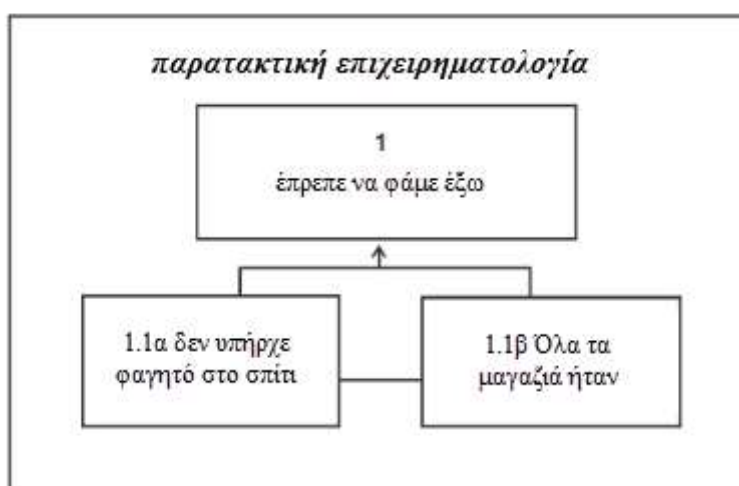 παρατακτική επιχειρηματολογία
1
έπρεπε να φάμε έξω
1.1α δεν υπήρχε
φαγητό στο σπίτι
1.1β Όλα τα
μαγαζιά ήταν